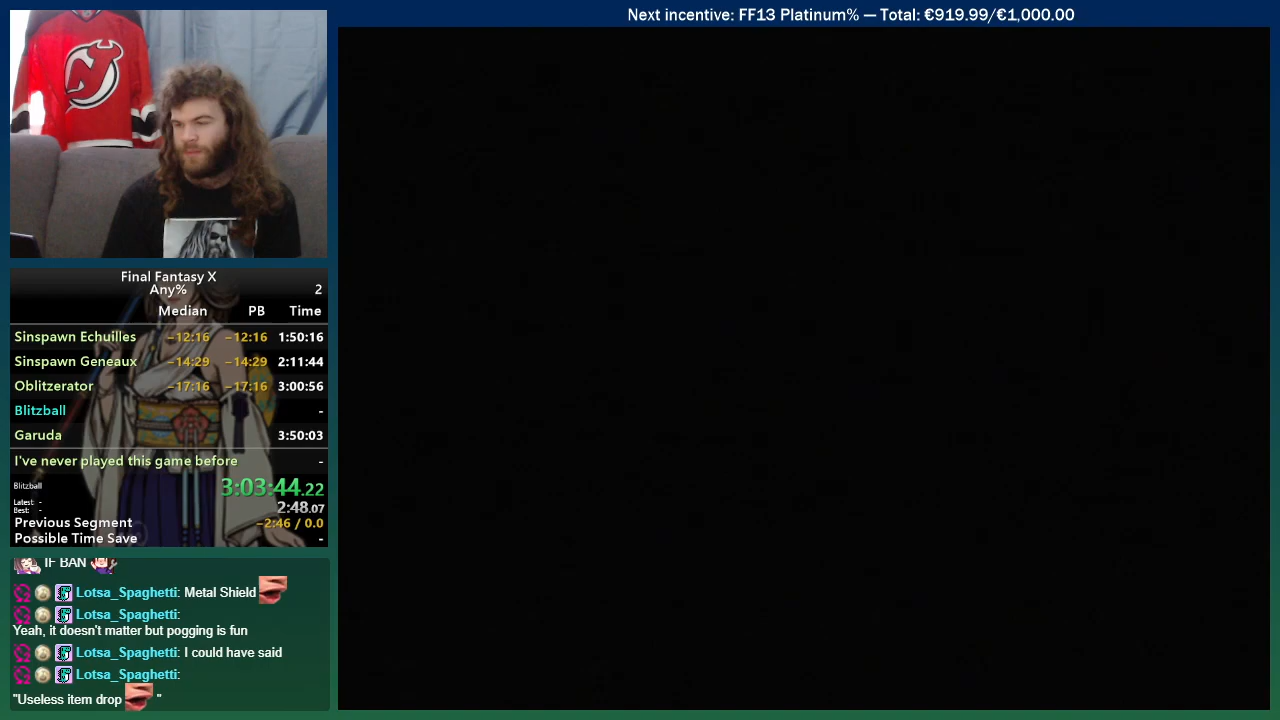 Next incentive: FF13 Platinum% — Total: €919.99/€1,000.00
Final Fantasy X
Any%
2
Median PB Time
Sinspawn Echuilles −12:16 −12:16 1:50:16
Sinspawn Geneaux −14:29 −14:29 2:11:44
Oblitzerator −17:16 −17:16 3:00:56
Blitzball -
Garuda 3:50:03
I've never played this game before -
Blitzball
3:03:44.22
Latest: -
Best: -
2:48.07
Previous Segment −2:46 / 0.0
Possible Time Save -
IF BAN
Lotsa_Spaghetti: Metal Shield
Lotsa_Spaghetti:
Yeah, it doesn't matter but pogging is fun
Lotsa_Spaghetti: I could have said
Lotsa_Spaghetti:
"Useless item drop "